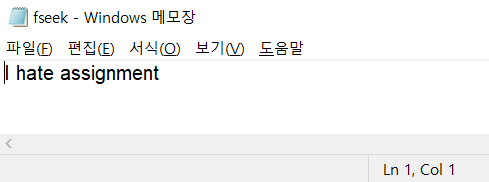 fseek - Windows 메모장
파일(F) 편집(E) 서식(O) 보기(V) 도움말
I hate assignment
Ln 1, Col 1